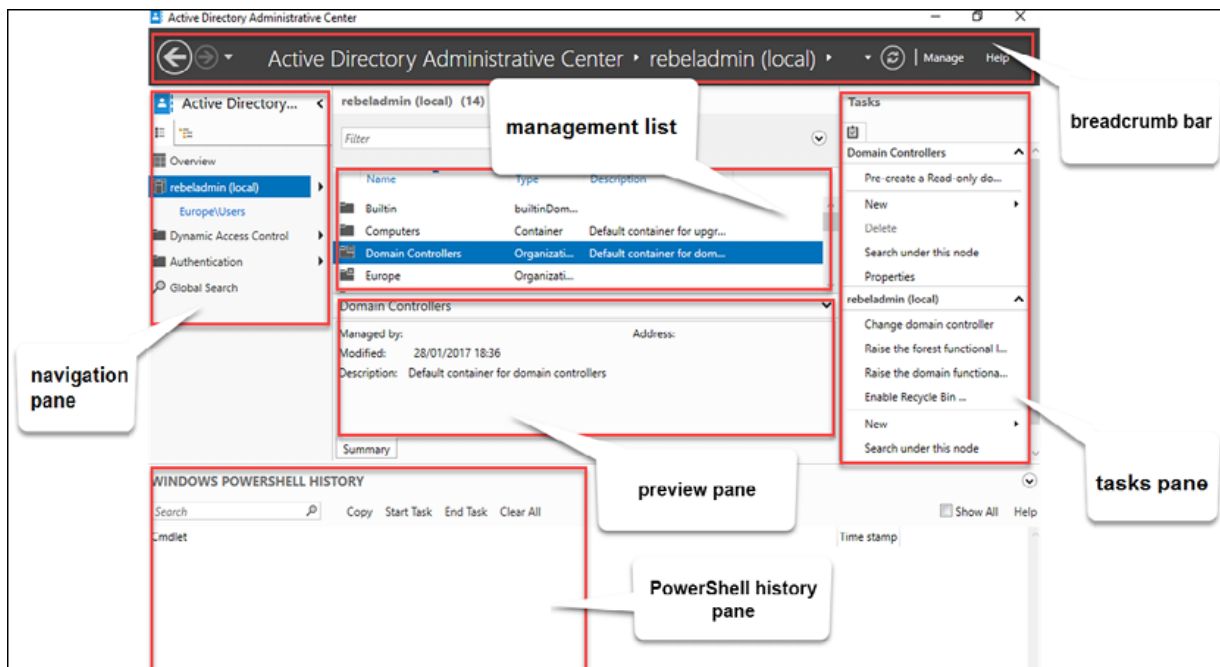 Active Directory Administrative Center
Active Directory Administrative Center • rebeladmin (local) •
Manage
Help
Active Directory...
Overview
rebeladmin (local)
Europe\Users
Dynamic Access Control
Authentication
Global Search
navigation
pane
rebeladmin (local) (14)
Filter
management list
Name Type Description
Builtin builtinDom...
Computers Container Default container for upgr...
Domain Controllers Organizati... Default container for dom...
Europe Organizati...
Domain Controllers
Managed by: Address:
Modified: 28/01/2017 18:36
Description: Default container for domain controllers
Summary
preview pane
Tasks
Domain Controllers
Pre-create a Read-only do...
New
Delete
Search under this node
Properties
rebeladmin (local)
Change domain controller
Raise the forest functional l...
Raise the domain functiona...
Enable Recycle Bin ...
New
Search under this node
breadcrumb bar
tasks pane
WINDOWS POWERSHELL HISTORY
Search Copy Start Task End Task Clear All Show All Help
Cmdlet Time stamp
PowerShell history
pane